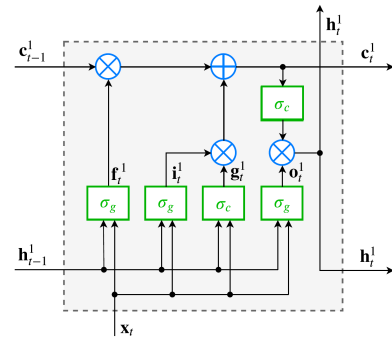 h_t^1
c_{t-1}^1 c_t^1
σ_c
f_t^1 i_t^1 g_t^1 o_t^1
σ_g σ_g σ_c σ_g
h_{t-1}^1 h_t^1
x_t